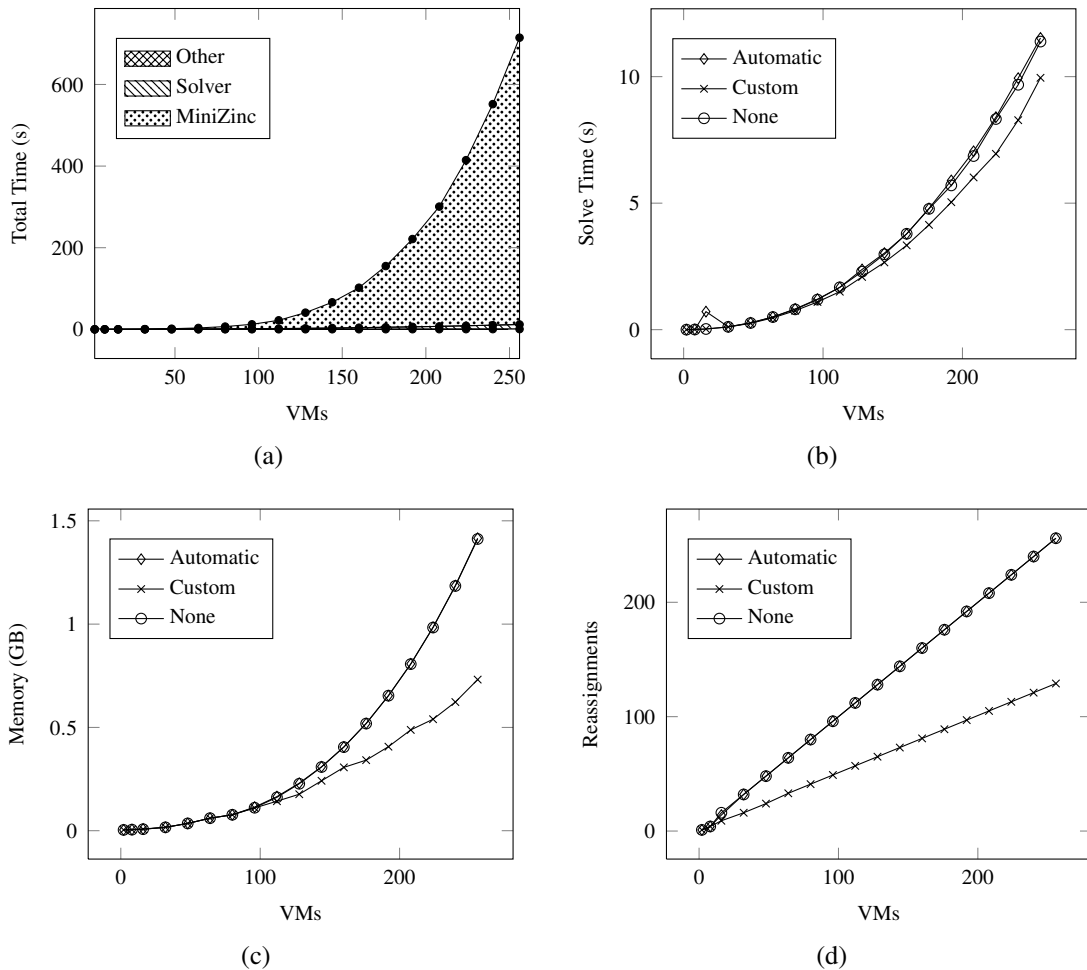 600
400
200
0
Total Time (s)
Other
Solver
MiniZinc
50
100
150
200
250
VMs
(a)
10
5
0
Solve Time (s)
Automatic
Custom
None
0
100
200
VMs
(b)
1.5
1
0.5
0
Memory (GB)
Automatic
Custom
None
0
100
200
VMs
(c)
200
100
0
Reassignments
Automatic
Custom
None
0
100
200
VMs
(d)